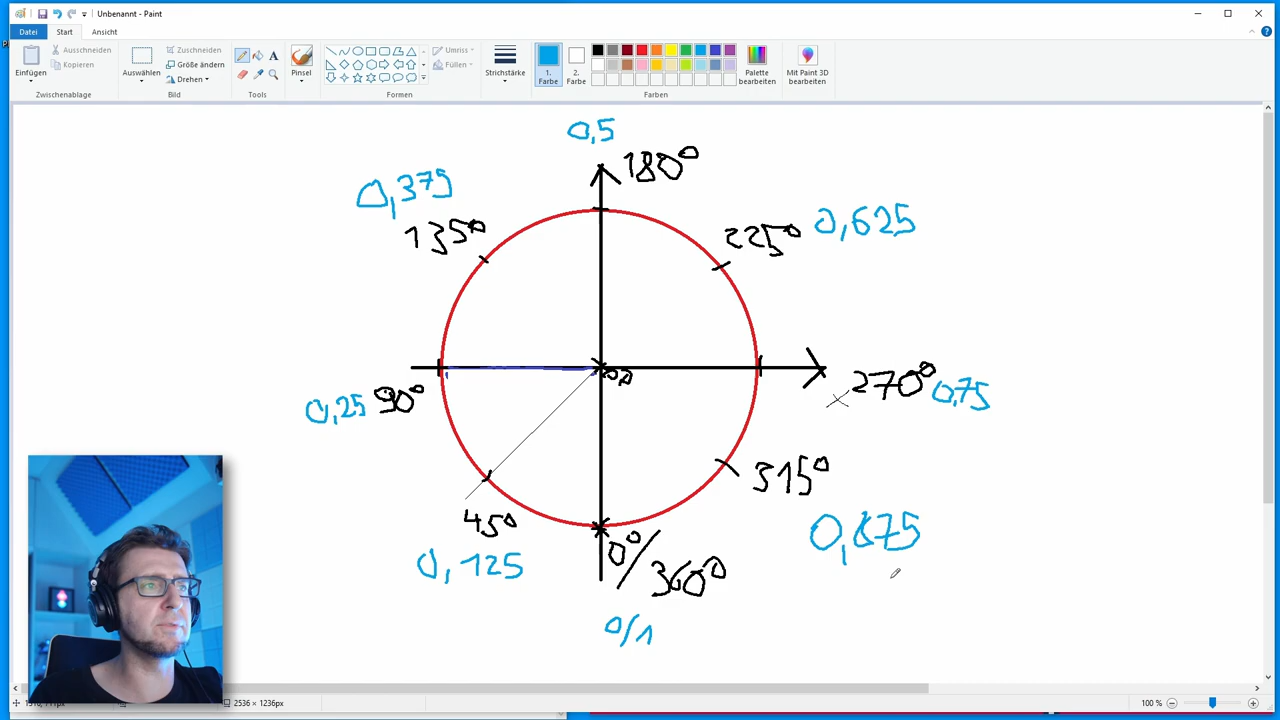 Unbenannt - Paint
Datei Start Ansicht
Einfügen
Ausschneiden
Kopieren
Zwischenablage
Auswählen
Zuschneiden
Größe ändern
Drehen
Bild
Tools
Pinsel
Umriss
Füllen
Formen
Strichstärke
1. Farbe
2. Farbe
Palette bearbeiten
Farben
Mit Paint 3D bearbeiten
0,5
180°
0,375
135°
225° 0,625
0,25 90°
270° 0,75
315°
45°
0,125
0°/360°
0,875
0/1
2536 × 1236px
100 %